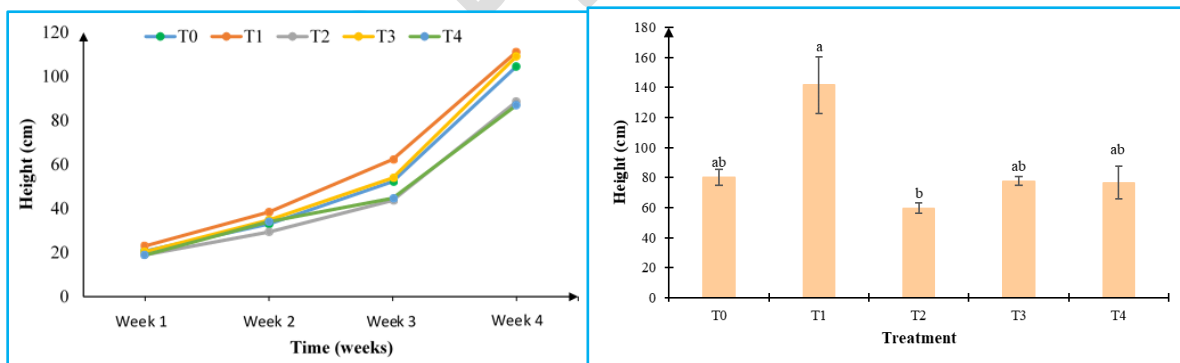 T0 T1 T2 T3 T4
120
100
80
60
40
20
0
Height (cm)
Week 1 Week 2 Week 3 Week 4
Time (weeks)
180
160
140
120
100
80
60
40
20
0
Height (cm)
ab a b ab ab
T0 T1 T2 T3 T4
Treatment